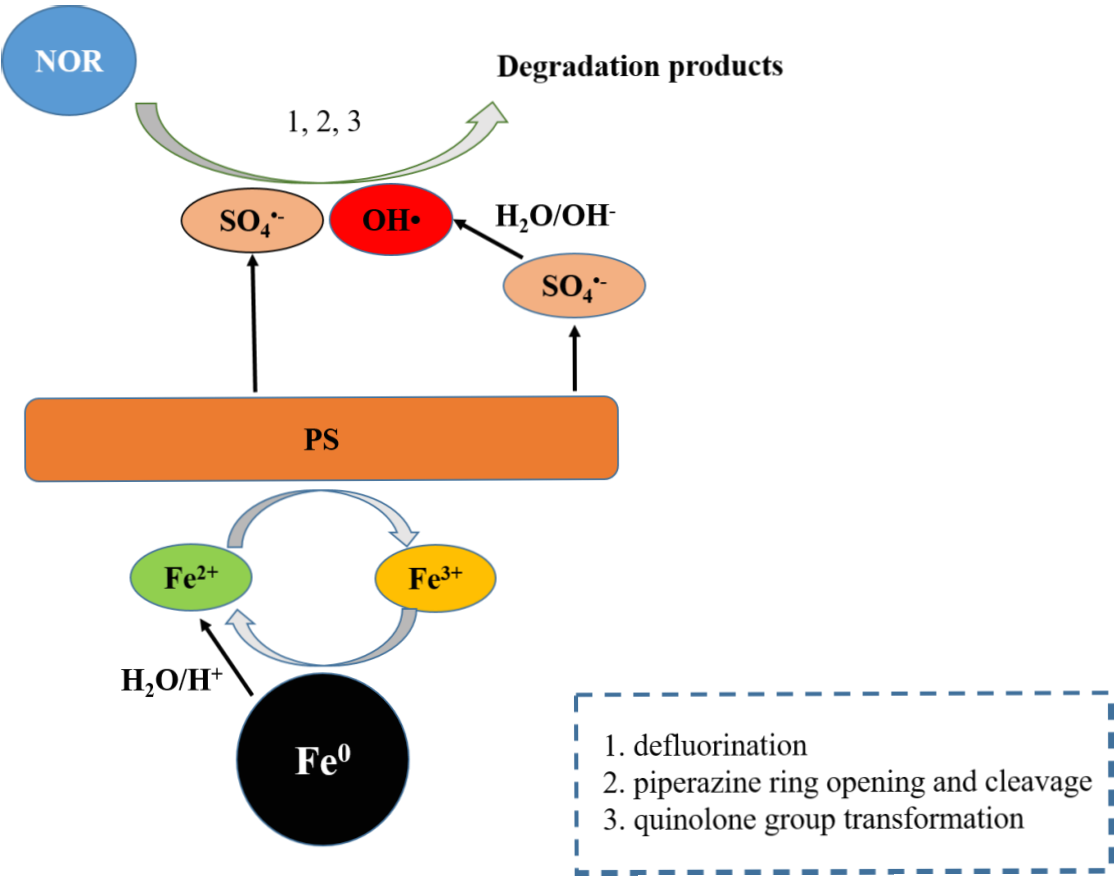 NOR
Degradation products
1, 2, 3
SO₄•-
OH•
H₂O/OH⁻
SO₄•-
PS
Fe²⁺
Fe³⁺
H₂O/H⁺
Fe⁰
1. defluorination
2. piperazine ring opening and cleavage
3. quinolone group transformation